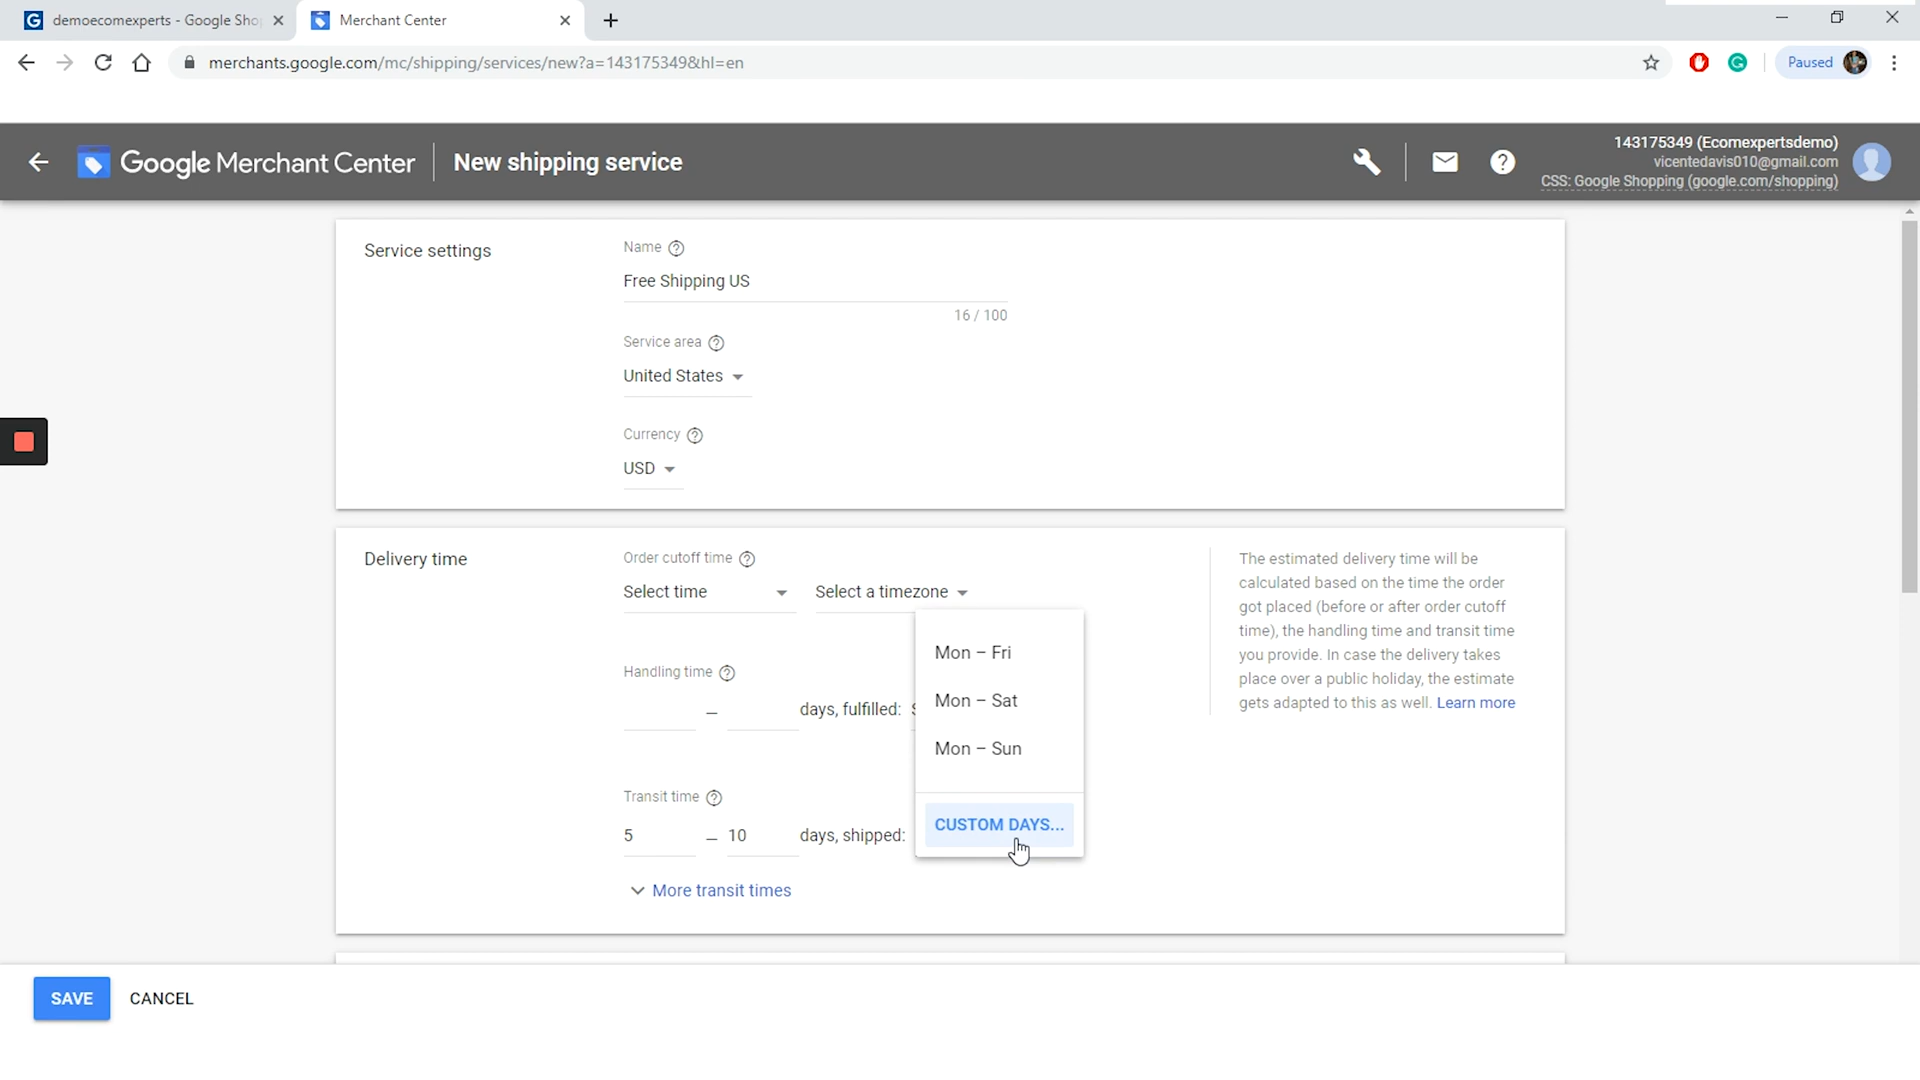 demoecomexperts - Google Sho
Merchant Center
merchants.google.com/mc/shipping/services/new?a=143175349&hl=en
Paused
Google Merchant Center
New shipping service
143175349 (Ecomexpertsdemo)
vicentedavis010@gmail.com
CSS: Google Shopping (google.com/shopping)
Service settings
Name
Free Shipping US
16 / 100
Service area
United States
Currency
USD
Delivery time
Order cutoff time
Select time
Select a timezone
Mon – Fri
Mon – Sat
Mon – Sun
CUSTOM DAYS...
Handling time
– days, fulfilled:
Transit time
5 – 10 days, shipped:
More transit times
The estimated delivery time will be
calculated based on the time the order
got placed (before or after order cutoff
time), the handling time and transit time
you provide. In case the delivery takes
place over a public holiday, the estimate
gets adapted to this as well. Learn more
SAVE
CANCEL